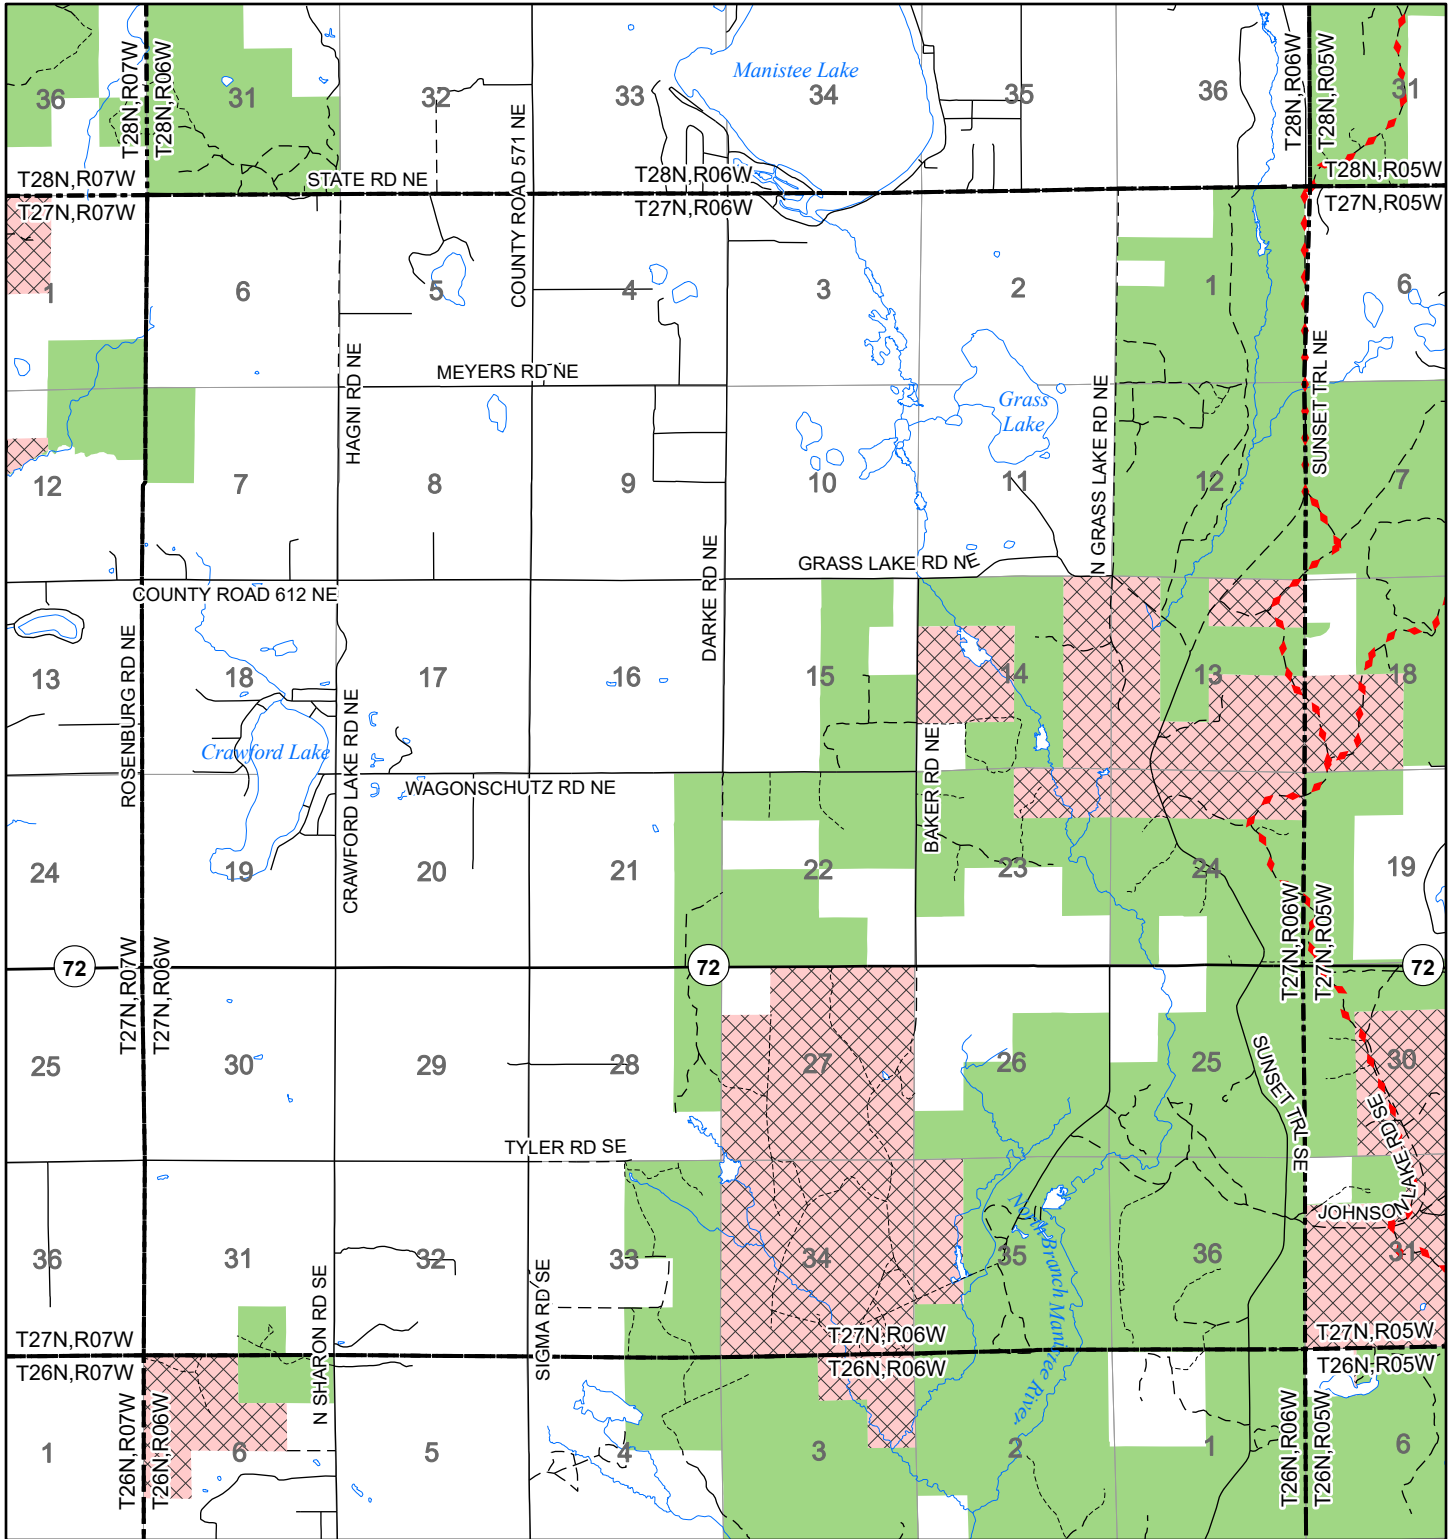 Manistee Lake
36
31
32
33
34
35
36
31
T28N,R07W
T28N,R06W
COUNTY ROAD 571 NE
T28N,R06W
T28N,R05W
T28N,R07W
STATE RD NE
T28N,R06W
T28N,R05W
T27N,R07W
T27N,R06W
T27N,R05W
1
6
5
4
3
2
1
6
HAGNI RD NE
MEYERS RD NE
N GRASS LAKE RD NE
SUNSET TRL NE
Grass
Lake
12
7
8
9
10
11
12
7
DARKE RD NE
GRASS LAKE RD NE
COUNTY ROAD 612 NE
ROSENBURG RD NE
13
18
17
16
15
14
13
18
Crawford Lake
CRAWFORD LAKE RD NE
WAGONSCHUTZ RD NE
BAKER RD NE
24
19
20
21
22
23
24
19
T27N,R07W
T27N,R06W
T27N,R06W
T27N,R05W
72
72
72
25
30
29
28
27
26
25
30
SUNSET TRL SE
JOHNSON LAKE RD SE
TYLER RD SE
JOHNSON
36
31
32
33
34
35
36
31
North Branch Manistee River
N SHARON RD SE
SIGMA RD SE
T27N,R07W
T27N,R06W
T27N,R05W
T26N,R07W
T26N,R06W
T26N,R05W
T26N,R07W
T26N,R06W
T26N,R06W
T26N,R05W
1
6
5
4
3
2
1
6